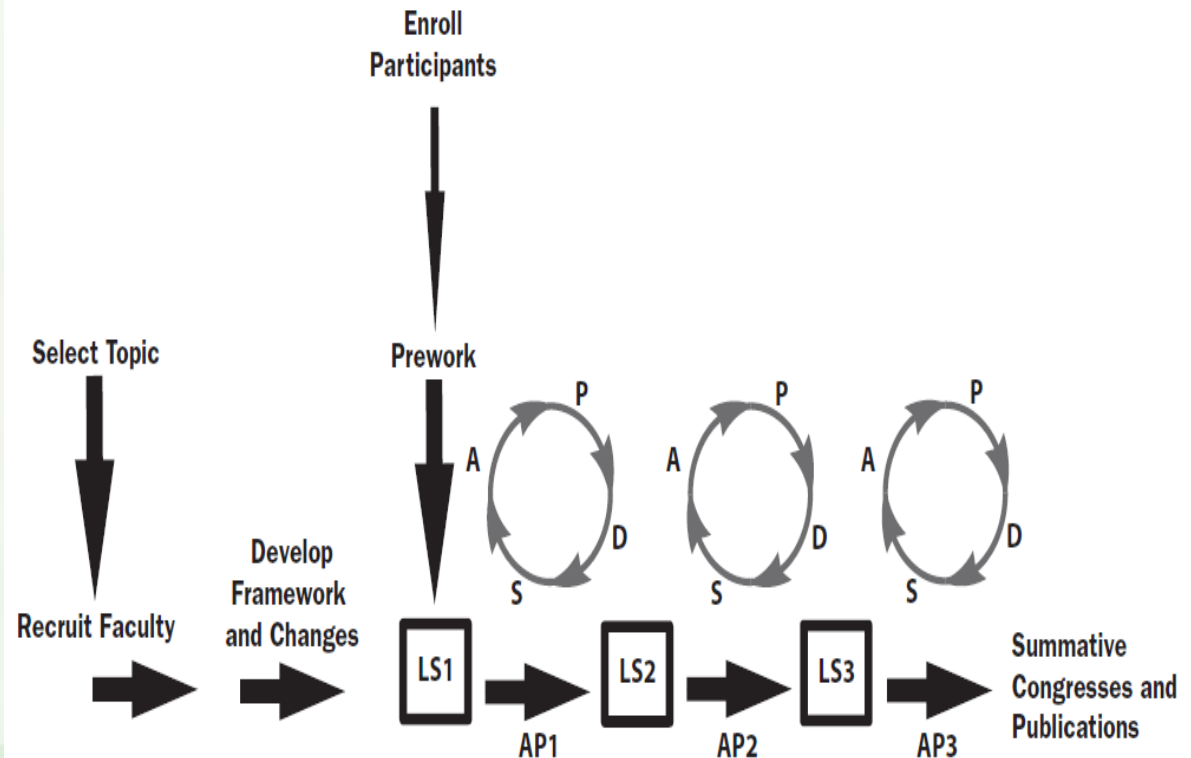 Enroll
Participants
Select Topic
Prework
P
P
P
A
A
A
D
D
D
S
S
S
Develop
Framework
and Changes
Recruit Faculty
LS1
LS2
LS3
Summative
Congresses and
Publications
AP1
AP2
AP3